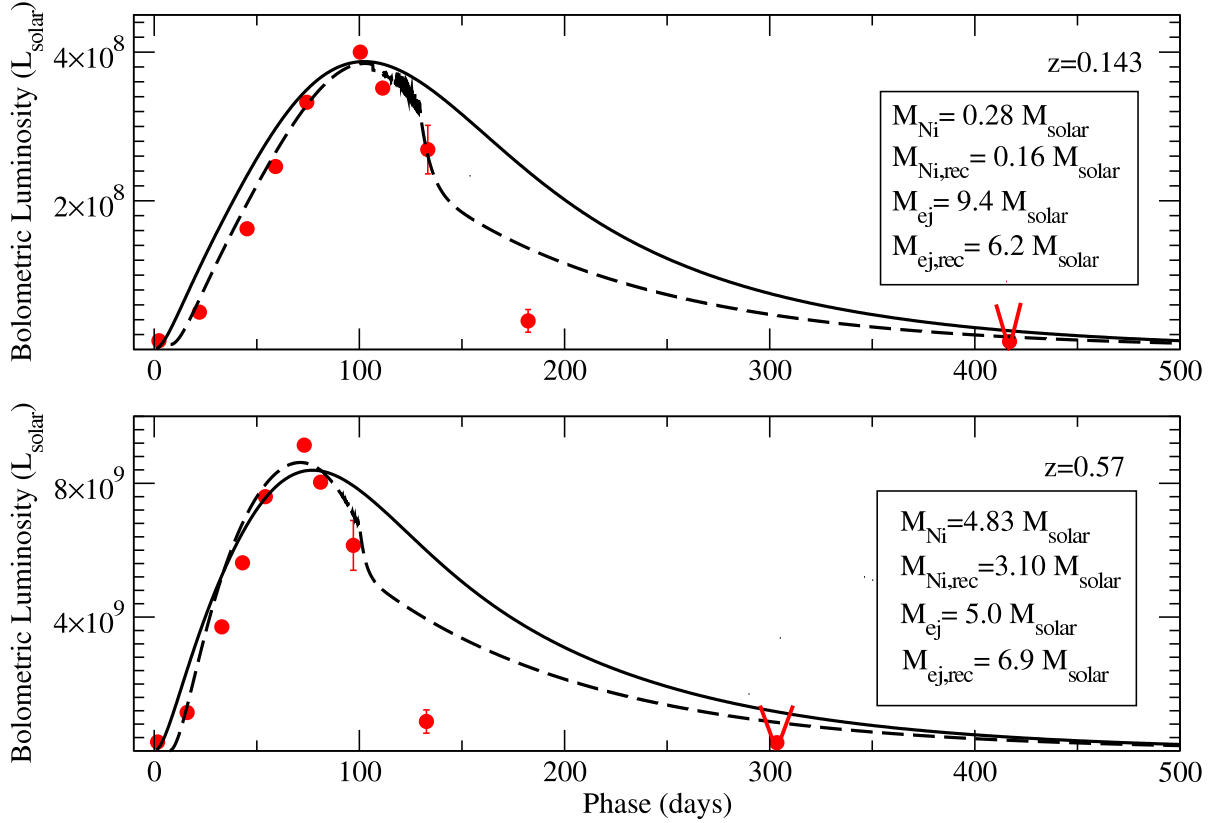 Bolometric Luminosity (L_solar)
4×10^8
2×10^8
z=0.143
M_Ni= 0.28 M_solar
M_Ni,rec= 0.16 M_solar
M_ej= 9.4 M_solar
M_ej,rec= 6.2 M_solar
0 100 200 300 400 500
Bolometric Luminosity (L_solar)
8×10^9
4×10^9
z=0.57
M_Ni=4.83 M_solar
M_Ni,rec=3.10 M_solar
M_ej= 5.0 M_solar
M_ej,rec= 6.9 M_solar
0 100 200 300 400 500
Phase (days)